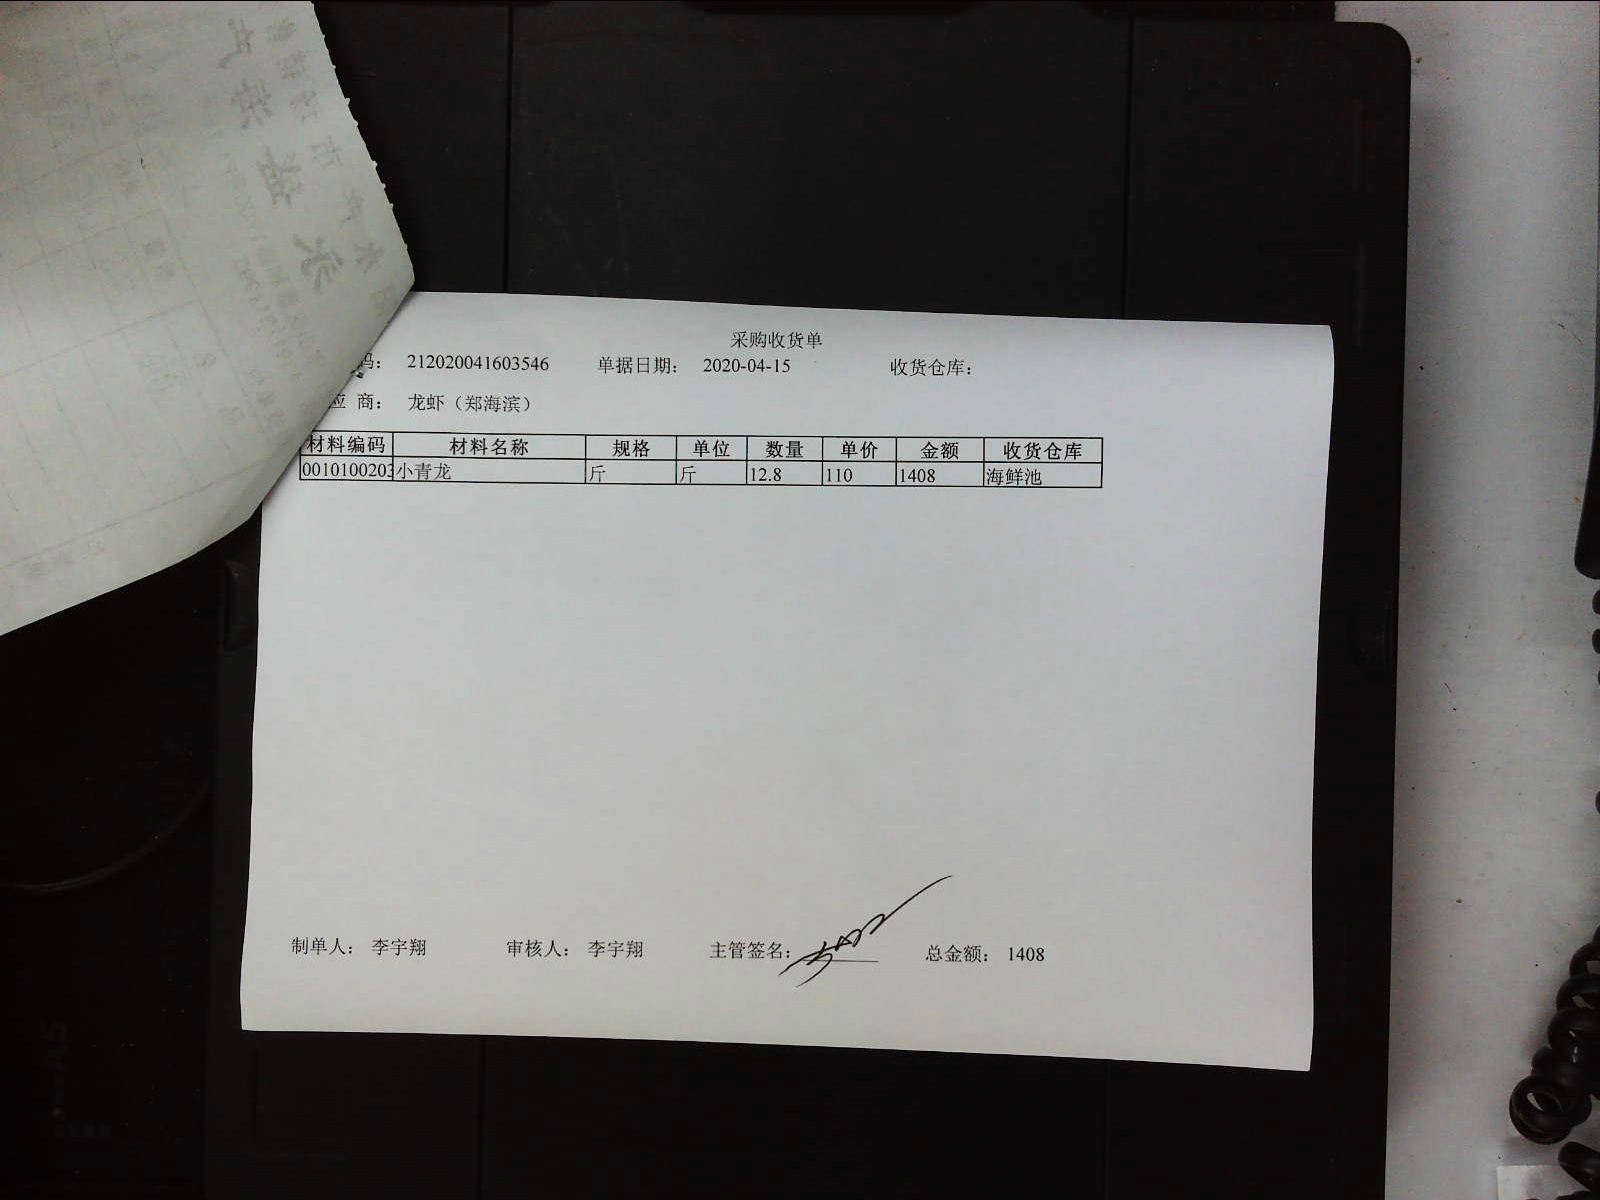 采购收货单
码： 212020041603546 单据日期： 2020-04-15 收货仓库：
应 商： 龙虾（郑海滨）
材料编码 材料名称 规格 单位 数量 单价 金额 收货仓库
0010100203 小青龙 斤 斤 12.8 110 1408 海鲜池
制单人： 李宇翔 审核人： 李宇翔 主管签名： 总金额： 1408